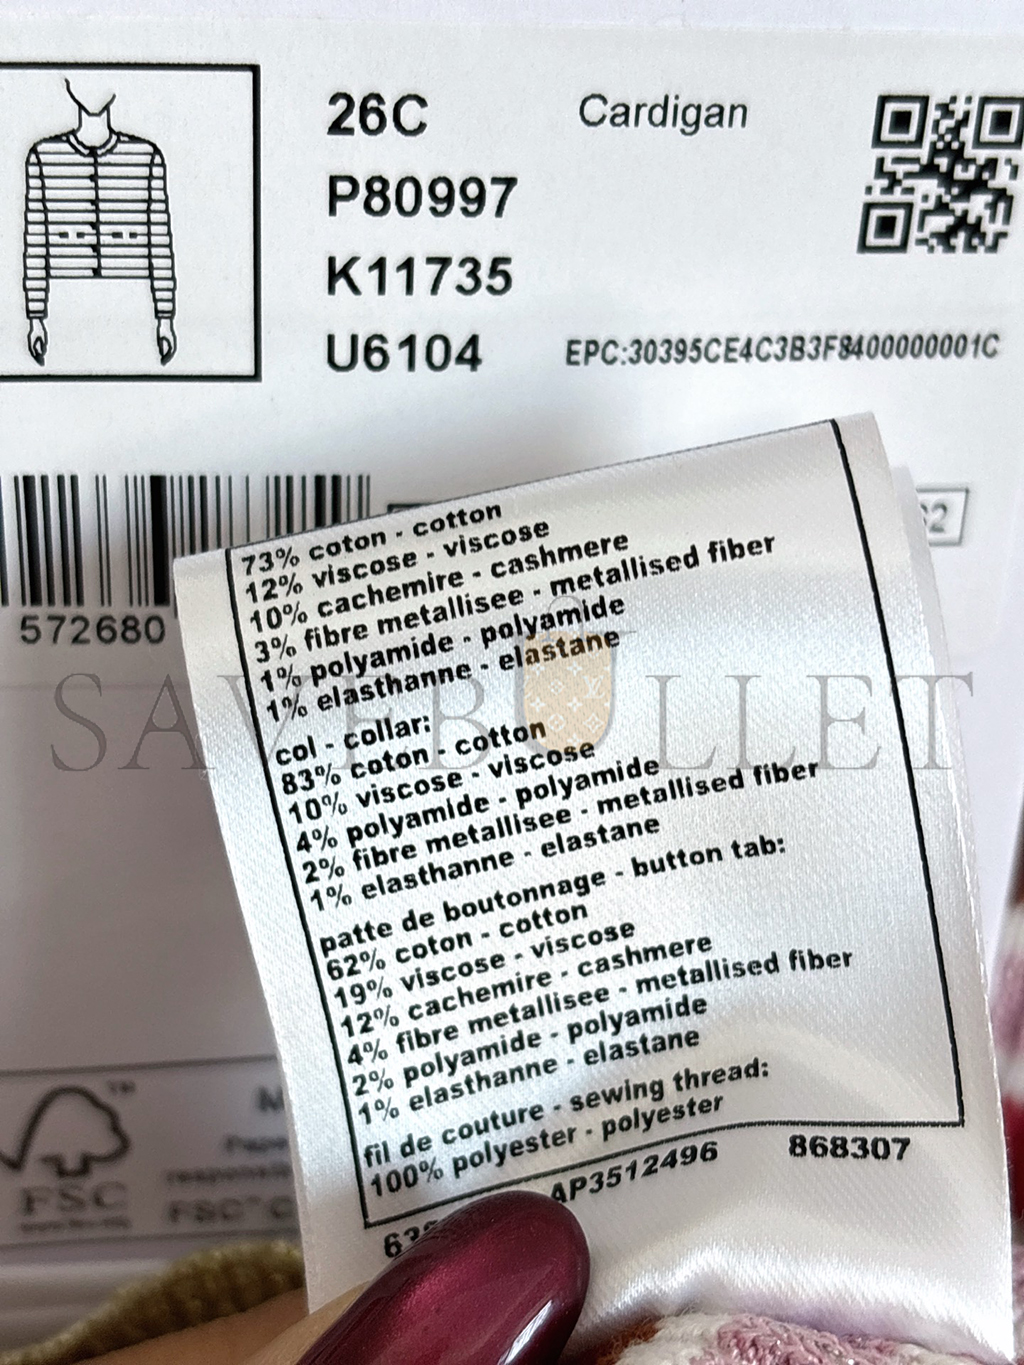 26C
Cardigan
P80997
K11735
U6104
EPC:30395CE4C3B3F8400000001C
572680
73% coton - cotton
12% viscose - viscose
10% cachemire - cashmere
3% fibre metallisee - metallised fiber
1% polyamide - polyamide
1% elasthanne - elastane
col - collar:
83% coton - cotton
10% viscose - viscose
4% polyamide - polyamide
2% fibre metallisee - metallised fiber
1% elasthanne - elastane
patte de boutonnage - button tab:
62% coton - cotton
19% viscose - viscose
12% cachemire - cashmere
4% fibre metallisee - metallised fiber
2% polyamide - polyamide
1% elasthanne - elastane
fil de couture - sewing thread:
100% polyester - polyester
AP3512496
868307
SAVEBULLET
FSC
FSC